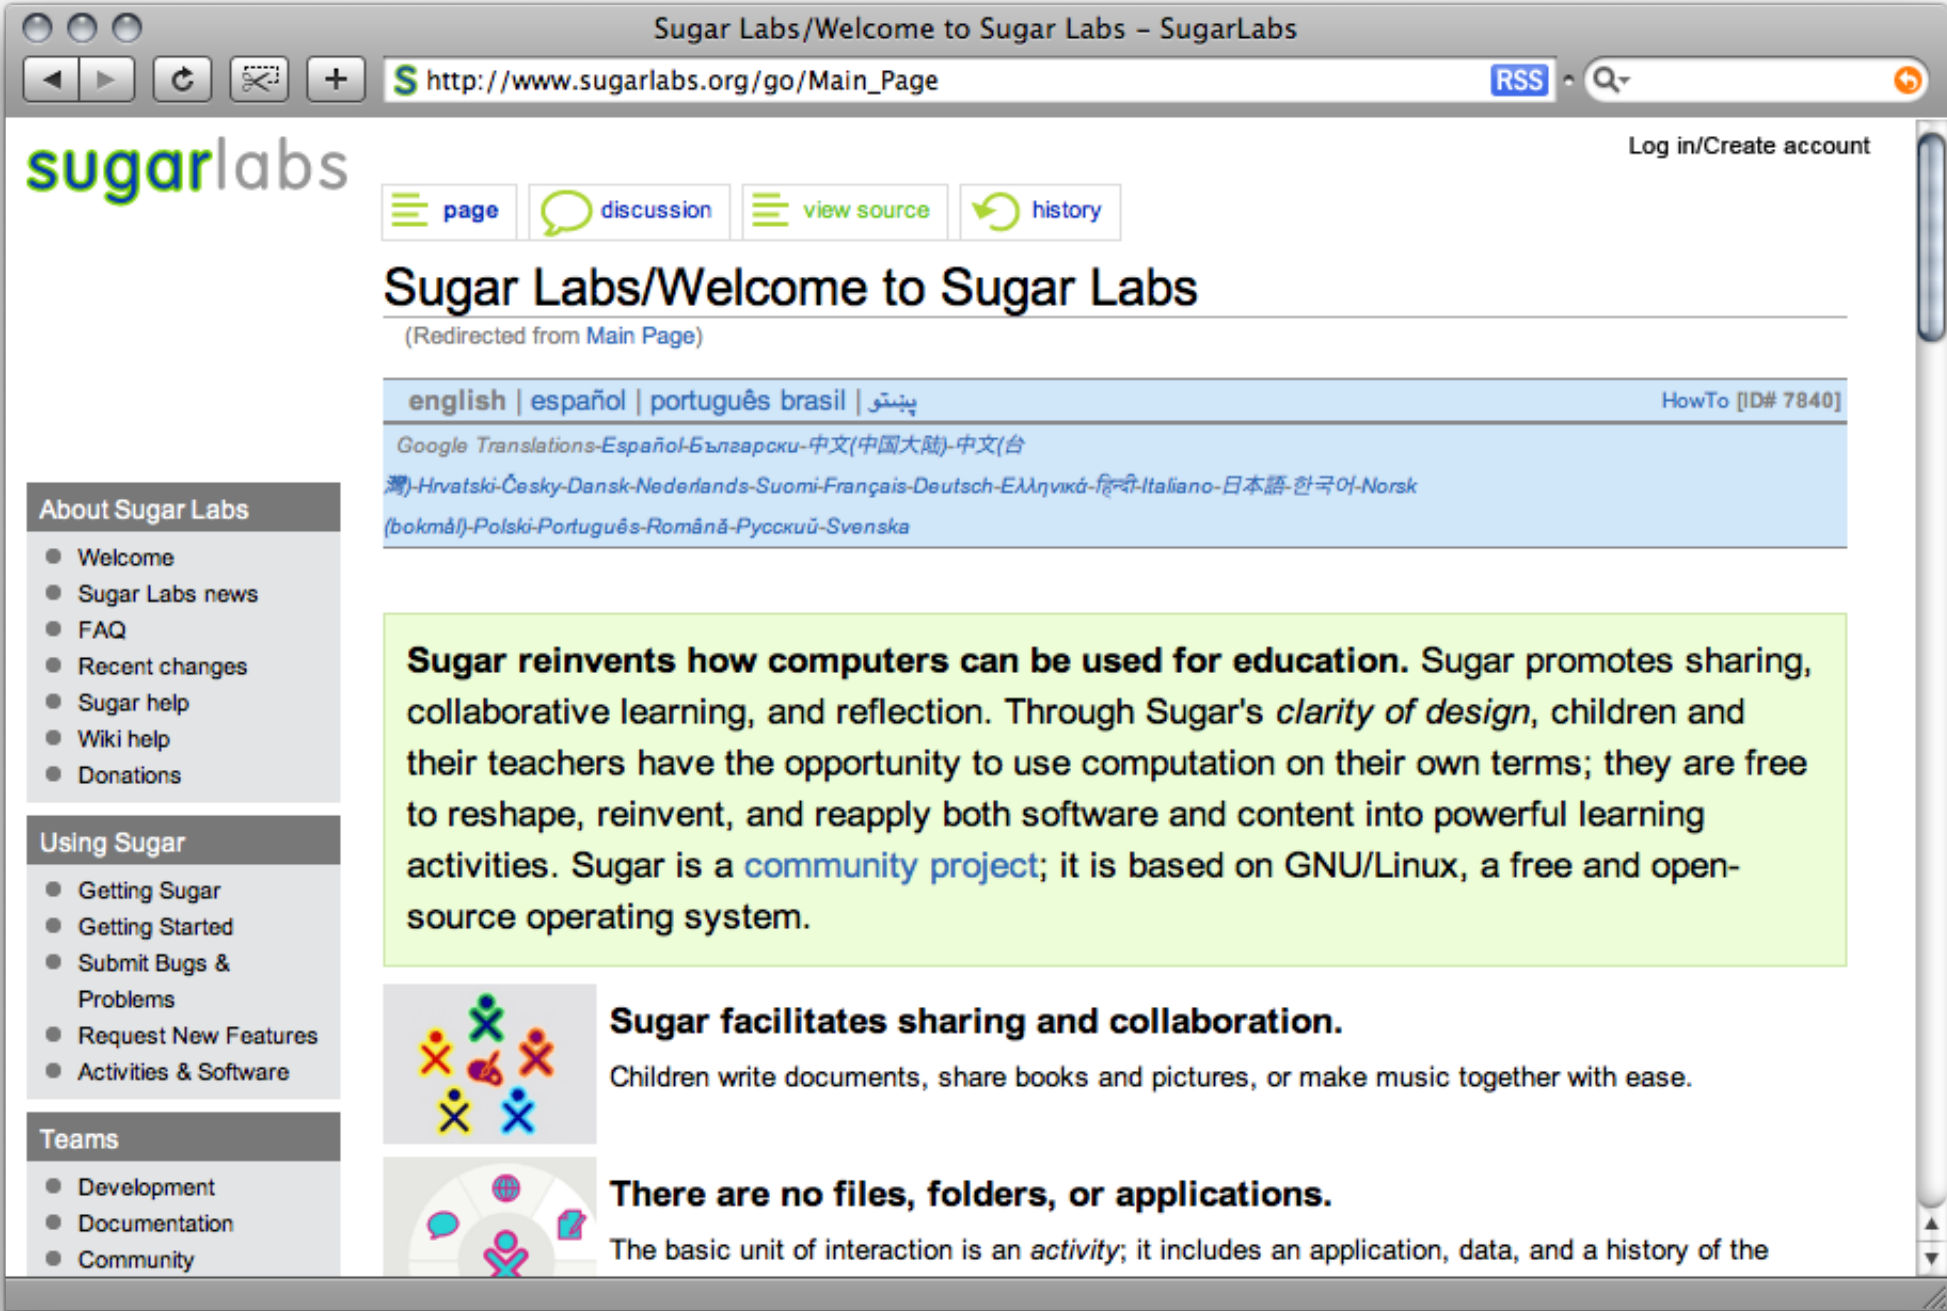 Sugar Labs/Welcome to Sugar Labs – SugarLabs
S http://www.sugarlabs.org/go/Main_Page RSS
sugarlabs
Log in/Create account
page discussion view source history
Sugar Labs/Welcome to Sugar Labs
(Redirected from Main Page)
english | español | português brasil | پښتو HowTo [ID# 7840]
Google Translations-Español-Български-中文(中国大陆)-中文(台
灣)-Hrvatski-Česky-Dansk-Nederlands-Suomi-Français-Deutsch-Ελληνικά-हिन्दी-Italiano-日本語-한국어-Norsk
(bokmål)-Polski-Português-Română-Русский-Svenska
About Sugar Labs
Welcome
Sugar Labs news
FAQ
Recent changes
Sugar help
Wiki help
Donations
Using Sugar
Getting Sugar
Getting Started
Submit Bugs &
Problems
Request New Features
Activities & Software
Teams
Development
Documentation
Community
Sugar reinvents how computers can be used for education. Sugar promotes sharing,
collaborative learning, and reflection. Through Sugar's clarity of design, children and
their teachers have the opportunity to use computation on their own terms; they are free
to reshape, reinvent, and reapply both software and content into powerful learning
activities. Sugar is a community project; it is based on GNU/Linux, a free and open-
source operating system.
Sugar facilitates sharing and collaboration.
Children write documents, share books and pictures, or make music together with ease.
There are no files, folders, or applications.
The basic unit of interaction is an activity; it includes an application, data, and a history of the